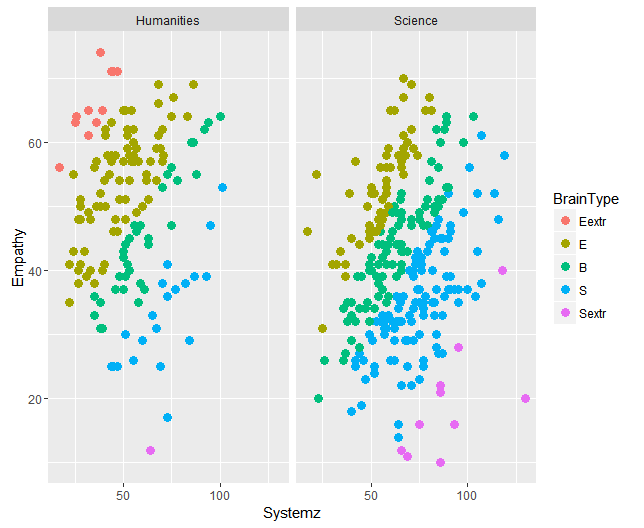 Humanities
Science
60
40
20
50
100
50
100
Systemz
Empathy
BrainType
Eextr
E
B
S
Sextr